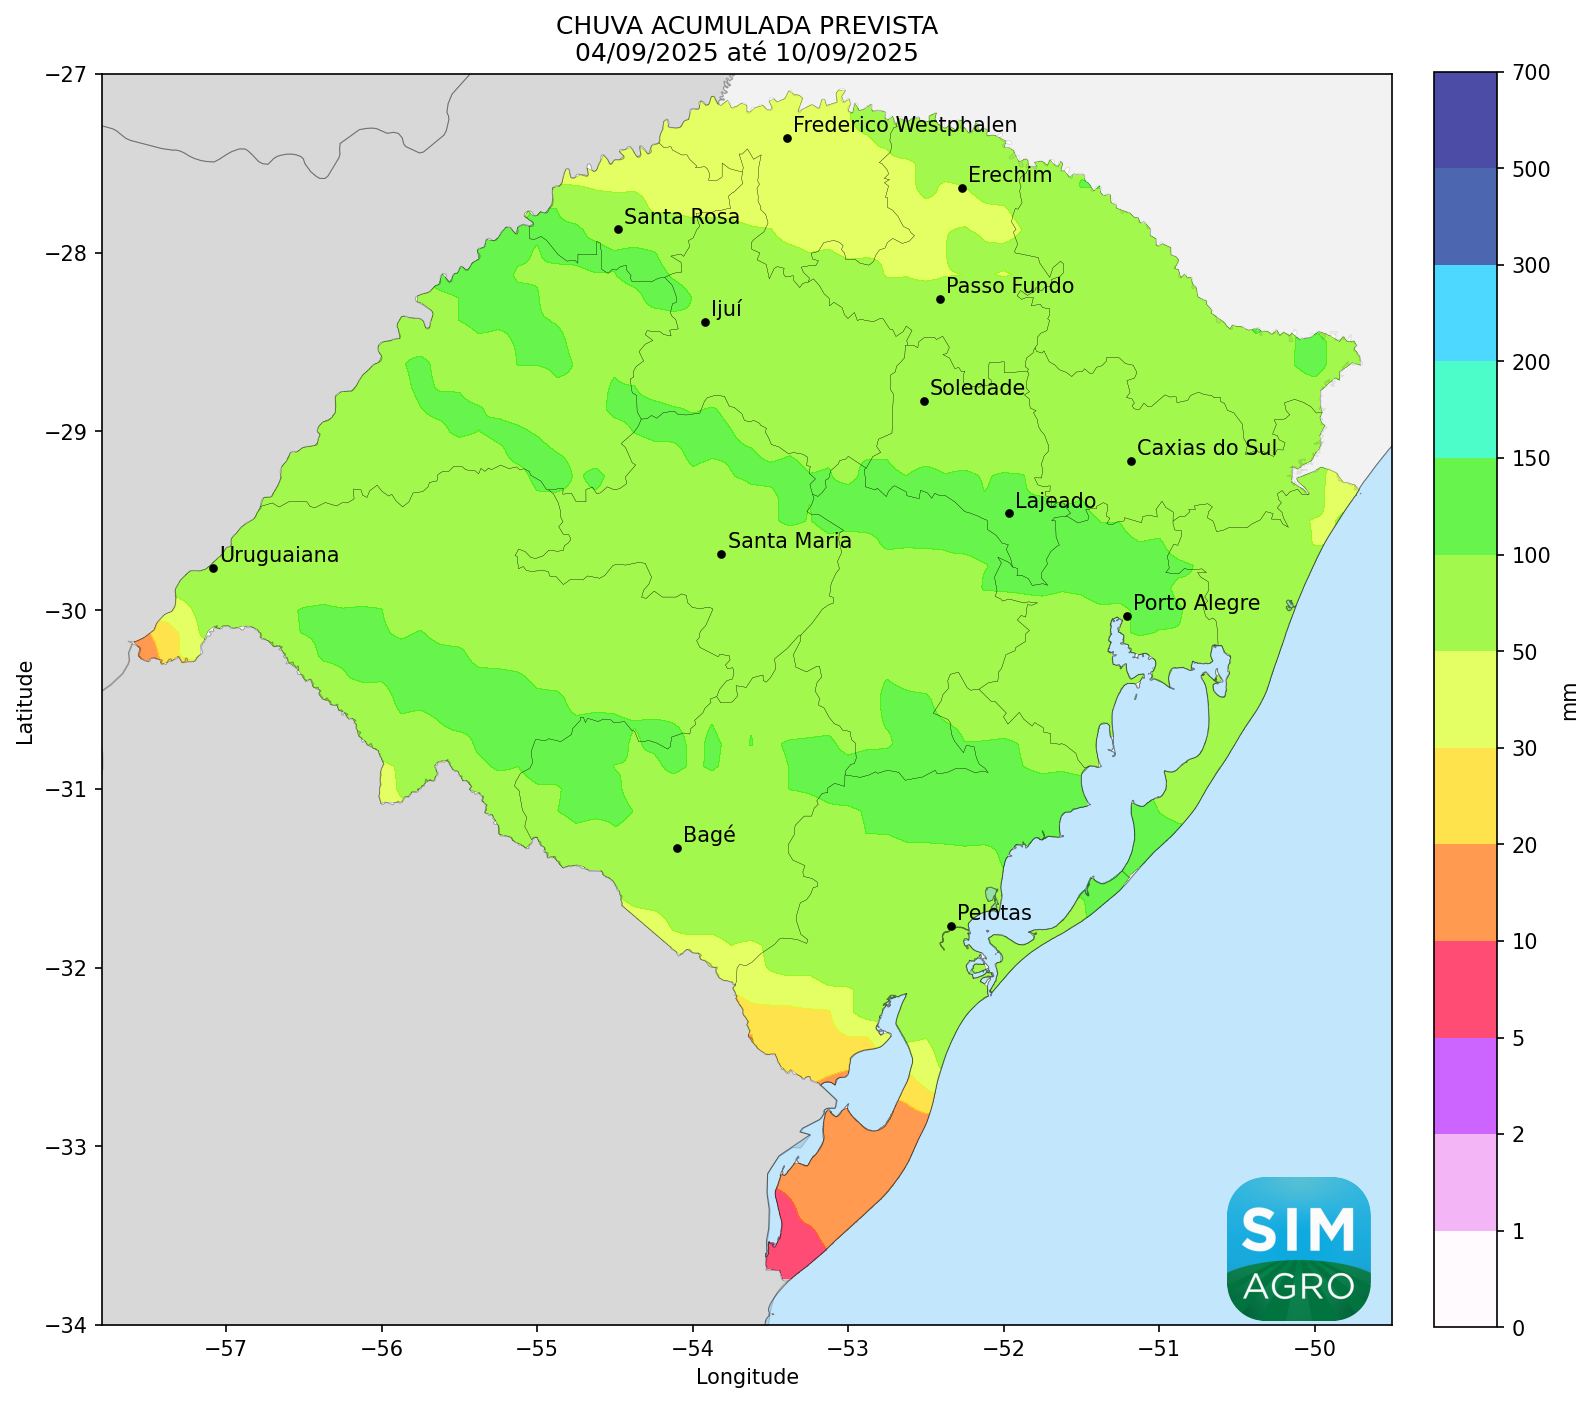 CHUVA ACUMULADA PREVISTA
04/09/2025 até 10/09/2025
−27
−28
−29
−30
−31
−32
−33
−34
Latitude
Frederico Westphalen
Erechim
Santa Rosa
Passo Fundo
Ijuí
Soledade
Caxias do Sul
Lajeado
Santa Maria
Uruguaiana
Porto Alegre
Bagé
Pelotas
SIM
AGRO
−57
−56
−55
−54
−53
−52
−51
−50
Longitude
700
500
300
200
150
100
50
30
20
10
5
2
1
0
mm